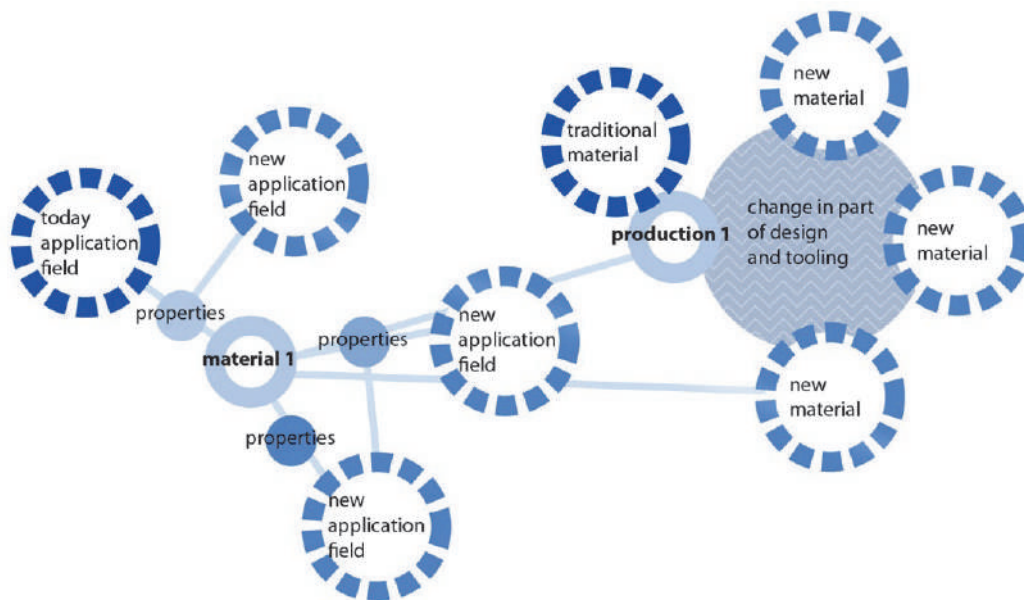 new
material
traditional
material
new
application
field
today
application
field
change in part
of design
and tooling
production 1
new
material
properties
properties
new
application
field
material 1
new
material
properties
new
application
field